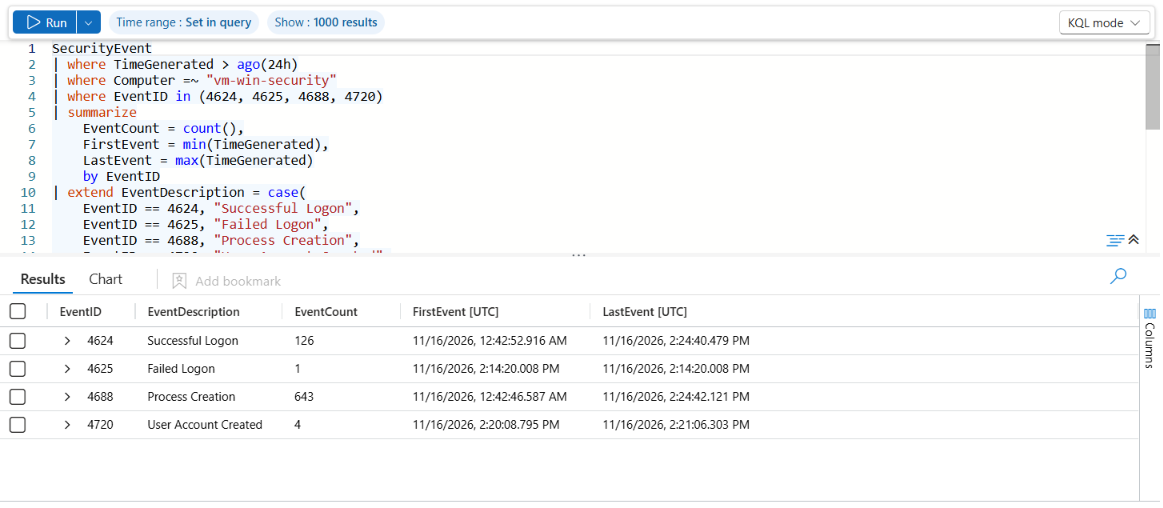 Run
Time range : Set in query
Show : 1000 results
KQL mode
1 SecurityEvent
2 | where TimeGenerated > ago(24h)
3 | where Computer =~ "vm-win-security"
4 | where EventID in (4624, 4625, 4688, 4720)
5 | summarize
6 EventCount = count(),
7 FirstEvent = min(TimeGenerated),
8 LastEvent = max(TimeGenerated)
9 by EventID
10 | extend EventDescription = case(
11 EventID == 4624, "Successful Logon",
12 EventID == 4625, "Failed Logon",
13 EventID == 4688, "Process Creation",
Results Chart Add bookmark
EventID EventDescription EventCount FirstEvent [UTC] LastEvent [UTC]
4624 Successful Logon 126 11/16/2026, 12:42:52.916 AM 11/16/2026, 2:24:40.479 PM
4625 Failed Logon 1 11/16/2026, 2:14:20.008 PM 11/16/2026, 2:14:20.008 PM
4688 Process Creation 643 11/16/2026, 12:42:46.587 AM 11/16/2026, 2:24:42.121 PM
4720 User Account Created 4 11/16/2026, 2:20:08.795 PM 11/16/2026, 2:21:06.303 PM
Columns